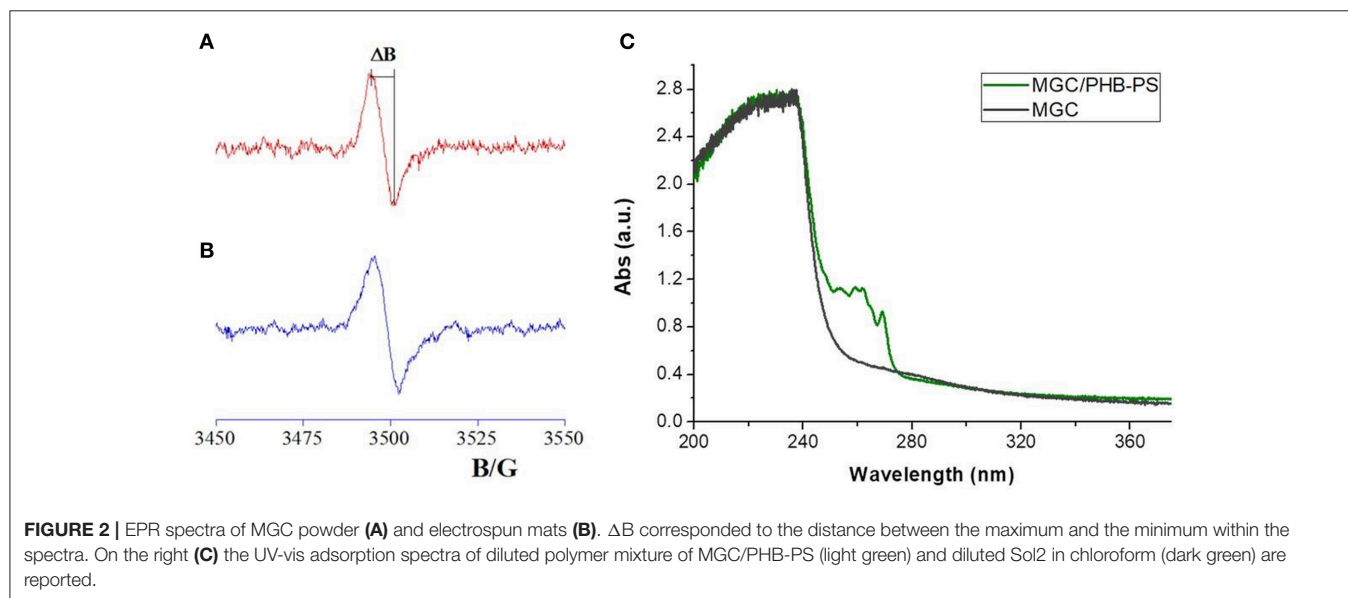 A
ΔB
B
3450 3475 3500 3525 3550
B/G
C
MGC/PHB-PS
MGC
2.8
2.4
2.0
1.6
1.2
0.8
0.4
0.0
Abs (a.u.)
200 240 280 320 360
Wavelength (nm)
FIGURE 2 | EPR spectra of MGC powder (A) and electrospun mats (B). ΔB corresponded to the distance between the maximum and the minimum within the
spectra. On the right (C) the UV-vis adsorption spectra of diluted polymer mixture of MGC/PHB-PS (light green) and diluted Sol2 in chloroform (dark green) are
reported.